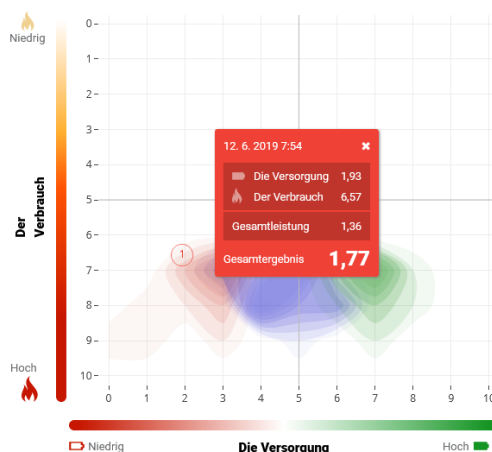 Niedrig
Der
Verbrauch
Hoch
0
1
2
3
4
5
6
7
8
9
10
12. 6. 2019 7:54
Die Versorgung 1,93
Der Verbrauch 6,57
Gesamtleistung 1,36
Gesamtergebnis 1,77
1
0 1 2 3 4 5 6 7 8 9 10
Niedrig Die Versorgung Hoch